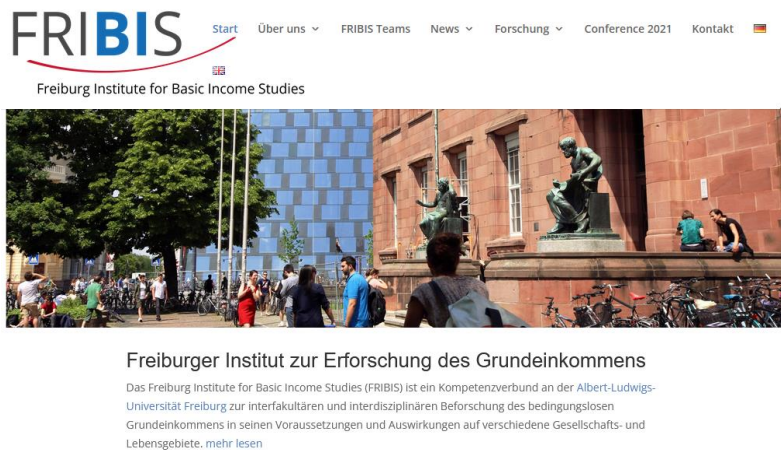 FRIBIS
Start Über uns FRIBIS Teams News Forschung Conference 2021 Kontakt
Freiburg Institute for Basic Income Studies
Freiburger Institut zur Erforschung des Grundeinkommens
Das Freiburg Institute for Basic Income Studies (FRIBIS) ist ein Kompetenzverbund an der Albert-Ludwigs-
Universität Freiburg zur interfakultären und interdisziplinären Beforschung des bedingungslosen
Grundeinkommens in seinen Voraussetzungen und Auswirkungen auf verschiedene Gesellschafts- und
Lebensgebiete. mehr lesen